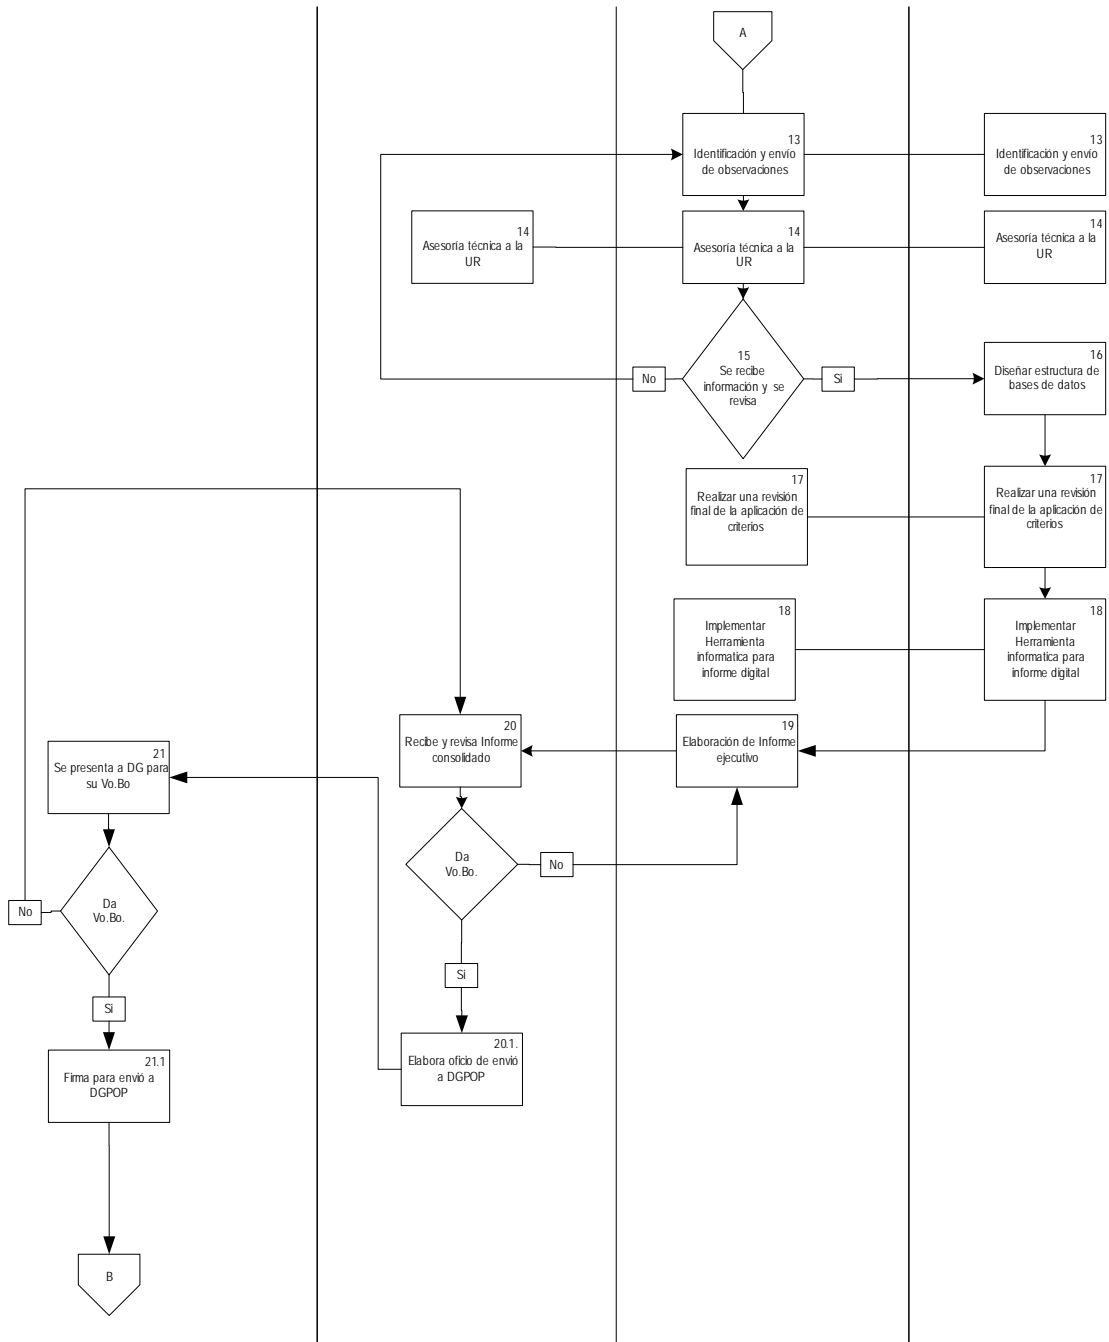 A
13
Identificación y envío
de observaciones
13
Identificación y envío
de observaciones
14
Asesoría técnica a la
UR
14
Asesoría técnica a la
UR
14
Asesoría técnica a la
UR
15
Se recibe
información y se
revisa
No
Si
16
Diseñar estructura de
bases de datos
17
Realizar una revisión
final de la aplicación de
criterios
17
Realizar una revisión
final de la aplicación de
criterios
18
Implementar
Herramienta
informatica para
informe digital
18
Implementar
Herramienta
informatica para
informe digital
19
Elaboración de Informe
ejecutivo
20
Recibe y revisa Informe
consolidado
Da
Vo.Bo.
No
Si
20.1.
Elabora oficio de envió
a DGPOP
21
Se presenta a DG para
su Vo.Bo
Da
Vo.Bo.
No
Si
21.1
Firma para envió a
DGPOP
B